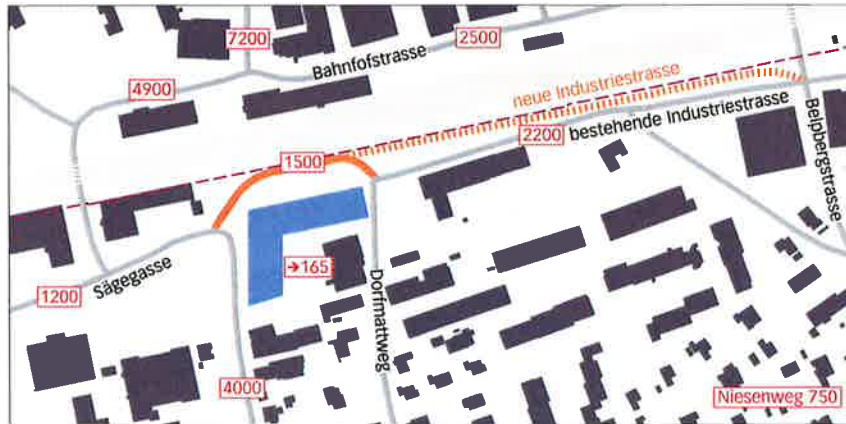 7200
2500
Bahnhofstrasse
4900
neue Industriestrasse
2200
bestehende Industriestrasse
1500
Belpbergstrasse
→165
Sägegasse
1200
Dorfmattweg
4000
Niesenweg 750